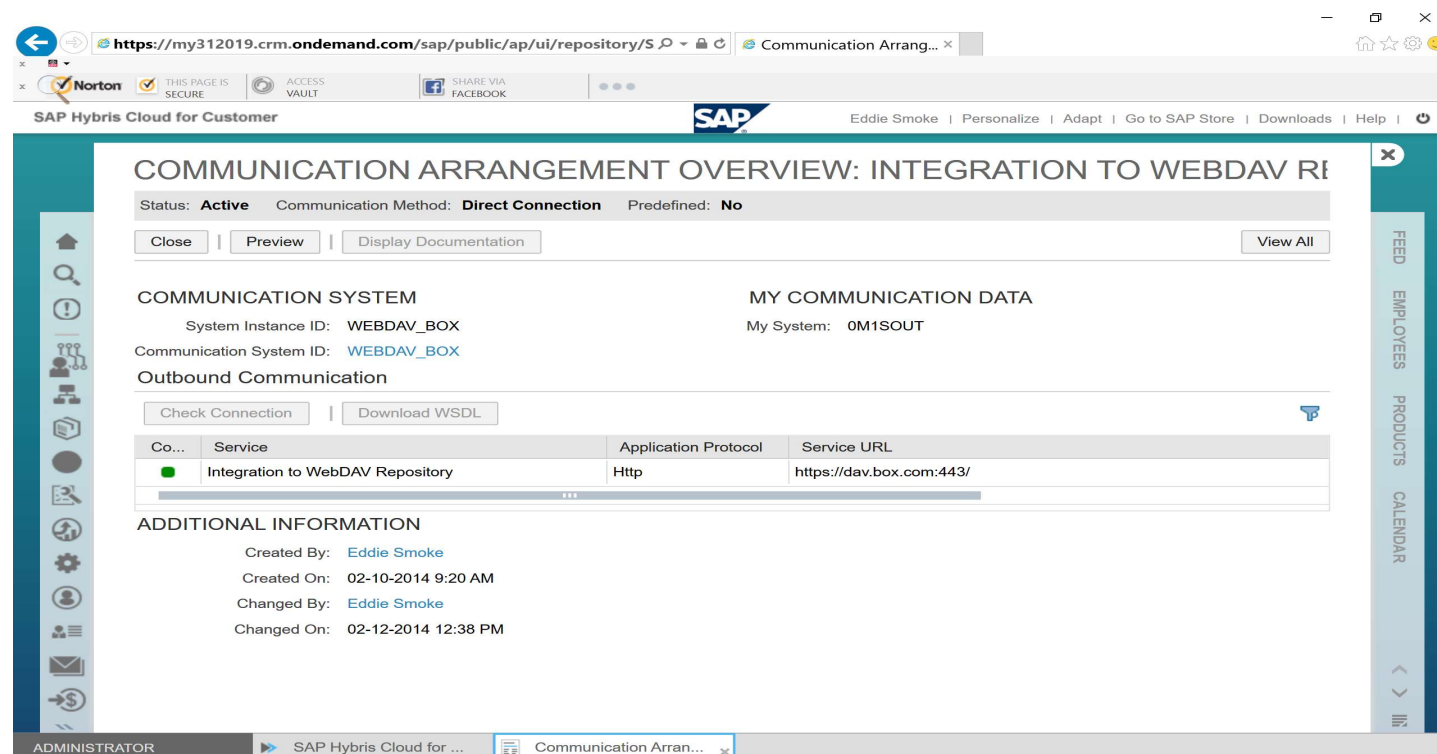 https://my312019.crm.ondemand.com/sap/public/ap/ui/repository/S
Communication Arrang...
Norton
THIS PAGE IS SECURE
ACCESS VAULT
SHARE VIA FACEBOOK
SAP Hybris Cloud for Customer
SAP
Eddie Smoke | Personalize | Adapt | Go to SAP Store | Downloads | Help |
COMMUNICATION ARRANGEMENT OVERVIEW: INTEGRATION TO WEBDAV RE
Status: Active Communication Method: Direct Connection Predefined: No
Close | Preview | Display Documentation
View All
COMMUNICATION SYSTEM
System Instance ID: WEBDAV_BOX
Communication System ID: WEBDAV_BOX
MY COMMUNICATION DATA
My System: 0M1SOUT
Outbound Communication
Check Connection | Download WSDL
Co... Service Application Protocol Service URL
Integration to WebDAV Repository Http https://dav.box.com:443/
ADDITIONAL INFORMATION
Created By: Eddie Smoke
Created On: 02-10-2014 9:20 AM
Changed By: Eddie Smoke
Changed On: 02-12-2014 12:38 PM
FEED
EMPLOYEES
PRODUCTS
CALENDAR
ADMINISTRATOR
SAP Hybris Cloud for ...
Communication Arran...